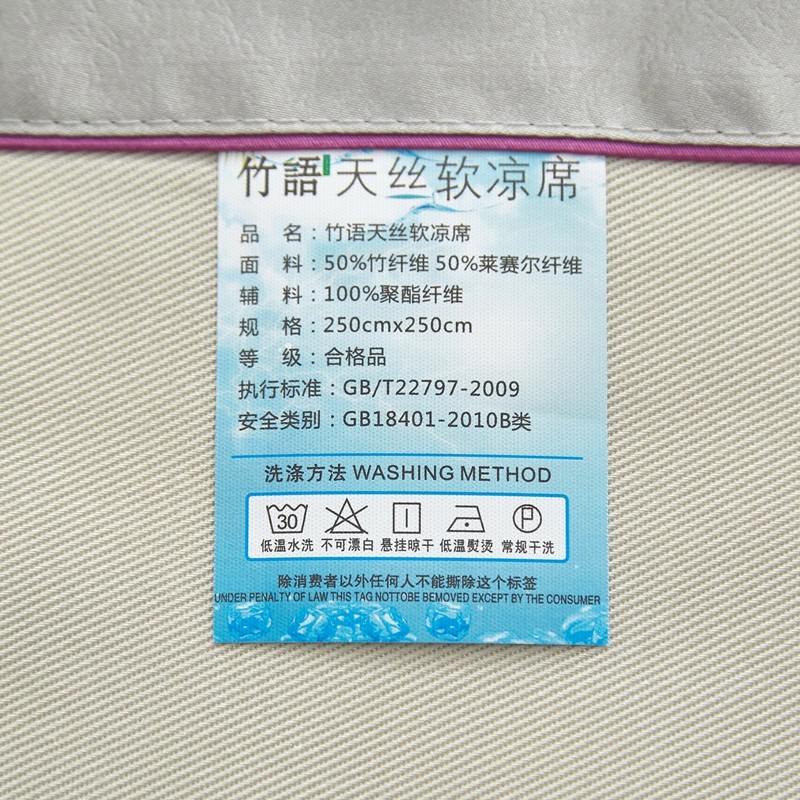 竹語 天丝软凉席
品 名：竹语天丝软凉席
面 料：50%竹纤维 50%莱赛尔纤维
辅 料：100%聚酯纤维
规 格：250cmx250cm
等 级：合格品
执行标准：GB/T22797-2009
安全类别：GB18401-2010B类
洗涤方法 WASHING METHOD
30
P
低温水洗 不可漂白 悬挂晾干 低温熨烫 常规干洗
除消费者以外任何人不能撕除这个标签
UNDER PENALTY OF LAW THIS TAG NOTTOBE BEMOVED EXCEPT BY THE CONSUMER